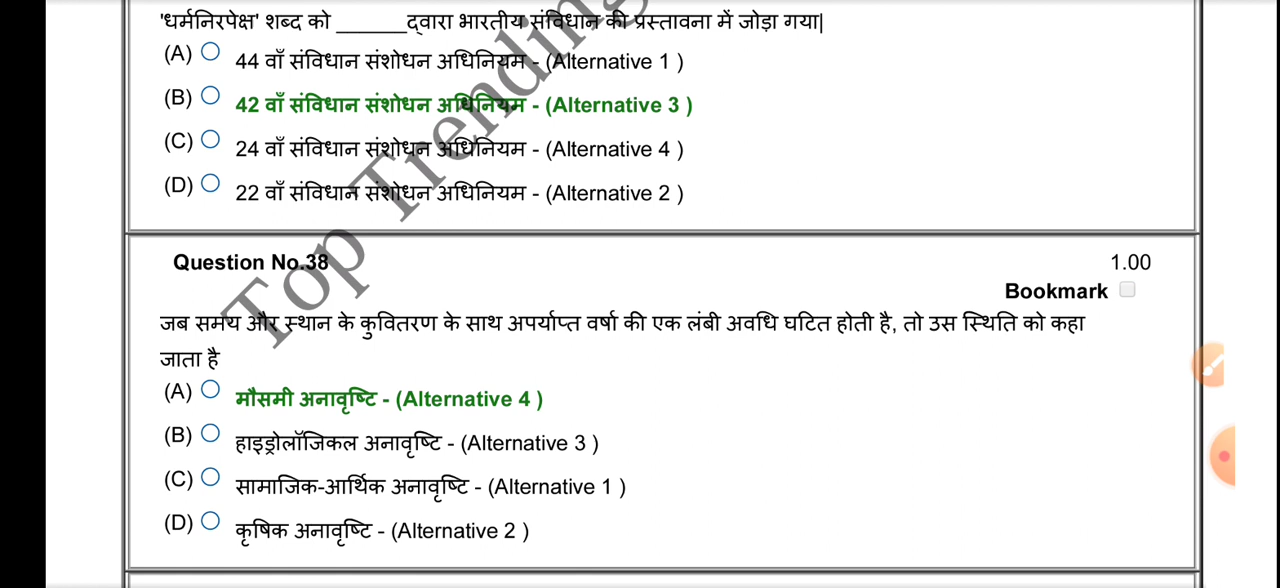 'धर्मनिरपेक्ष' शब्द को ______द्वारा भारतीय संविधान की प्रस्तावना में जोड़ा गया|
(A) 44 वाँ संविधान संशोधन अधिनियम - (Alternative 1 )
(B) 42 वाँ संविधान संशोधन अधिनियम - (Alternative 3 )
(C) 24 वाँ संविधान संशोधन अधिनियम - (Alternative 4 )
(D) 22 वाँ संविधान संशोधन अधिनियम - (Alternative 2 )
Top Trending
Question No.38 1.00
Bookmark
जब समय और स्थान के कुवितरण के साथ अपर्याप्त वर्षा की एक लंबी अवधि घटित होती है, तो उस स्थिति को कहा
जाता है
(A) मौसमी अनावृष्टि - (Alternative 4 )
(B) हाइड्रोलॉजिकल अनावृष्टि - (Alternative 3 )
(C) सामाजिक-आर्थिक अनावृष्टि - (Alternative 1 )
(D) कृषिक अनावृष्टि - (Alternative 2 )